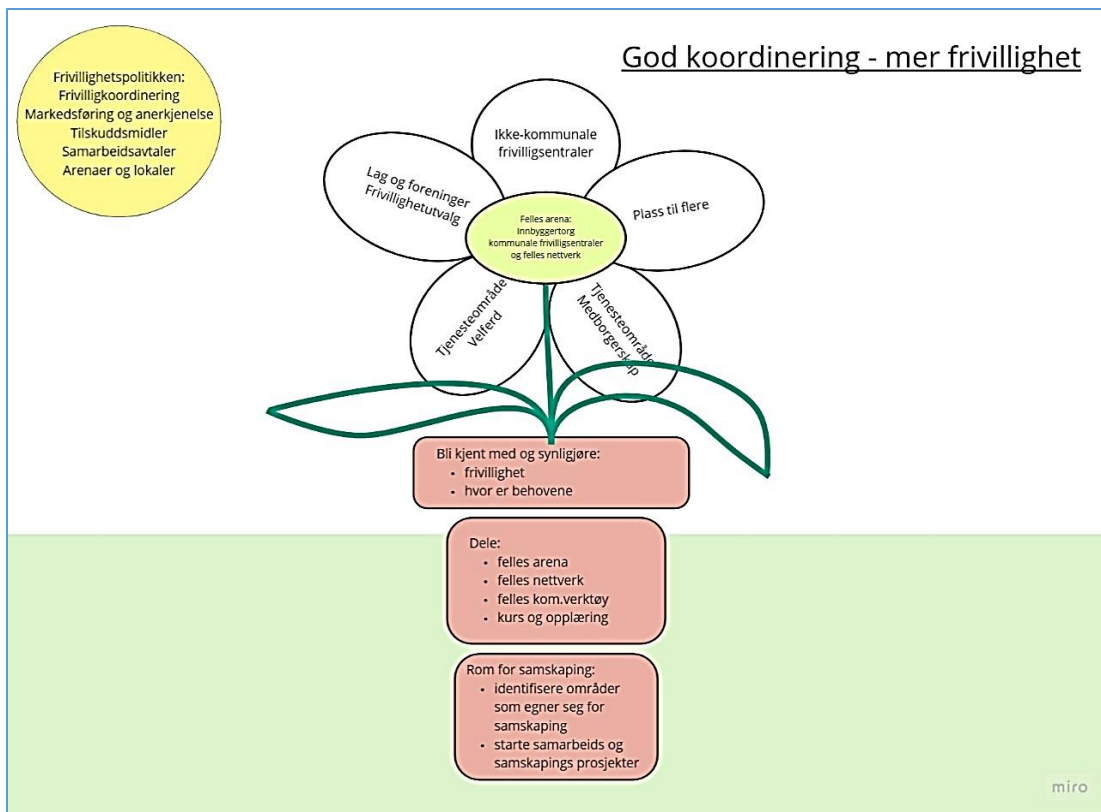 God koordinering - mer frivillighet
Frivillighetspolitikken:
Frivilligkoordinering
Markedsføring og anerkjenelse
Tilskuddsmidler
Samarbeidsavtaler
Arenaer og lokaler
Ikke-kommunale
frivilligsentraler
Lag og foreninger
Frivillighetutvalg
Plass til flere
Felles arena:
Innbyggertorg
kommunale frivilligsentraler
og felles nettverk
Tjenesteområde
Velferd
Tjenesteområde
Medborgerskap
Bli kjent med og synligjøre:
• frivillighet
• hvor er behovene
Dele:
• felles arena
• felles nettverk
• felles kom.verktøy
• kurs og opplæring
Rom for samskaping:
• identifisere områder
som egner seg for
samskaping
• starte samarbeids og
samskapings prosjekter
miro